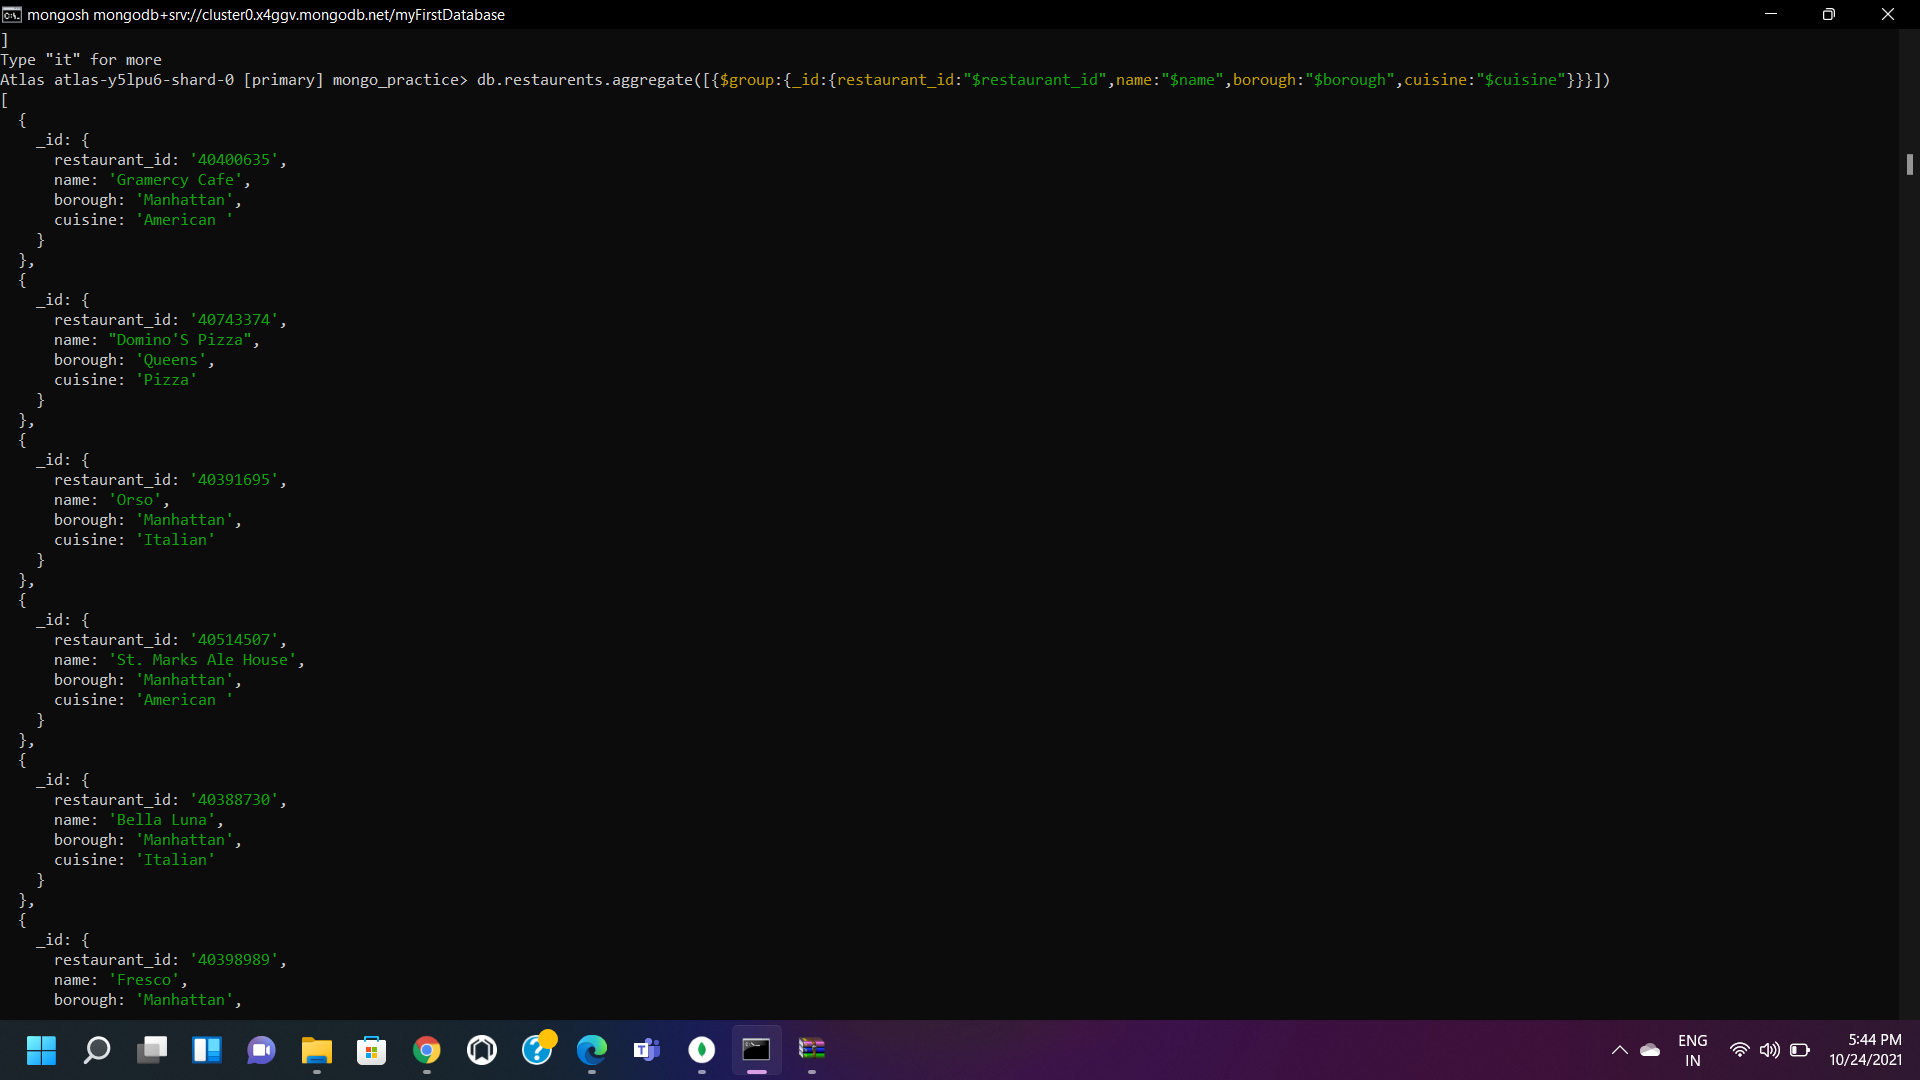 mongosh mongodb+srv://cluster0.x4ggv.mongodb.net/myFirstDatabase
]
Type "it" for more
Atlas atlas-y5lpu6-shard-0 [primary] mongo_practice> db.restaurents.aggregate([{$group:{_id:{restaurant_id:"$restaurant_id",name:"$name",borough:"$borough",cuisine:"$cuisine"}}}])
[
  {
    _id: {
      restaurant_id: '40400635',
      name: 'Gramercy Cafe',
      borough: 'Manhattan',
      cuisine: 'American '
    }
  },
  {
    _id: {
      restaurant_id: '40743374',
      name: "Domino'S Pizza",
      borough: 'Queens',
      cuisine: 'Pizza'
    }
  },
  {
    _id: {
      restaurant_id: '40391695',
      name: 'Orso',
      borough: 'Manhattan',
      cuisine: 'Italian'
    }
  },
  {
    _id: {
      restaurant_id: '40514507',
      name: 'St. Marks Ale House',
      borough: 'Manhattan',
      cuisine: 'American '
    }
  },
  {
    _id: {
      restaurant_id: '40388730',
      name: 'Bella Luna',
      borough: 'Manhattan',
      cuisine: 'Italian'
    }
  },
  {
    _id: {
      restaurant_id: '40398989',
      name: 'Fresco',
      borough: 'Manhattan',
ENG
IN
5:44 PM
10/24/2021